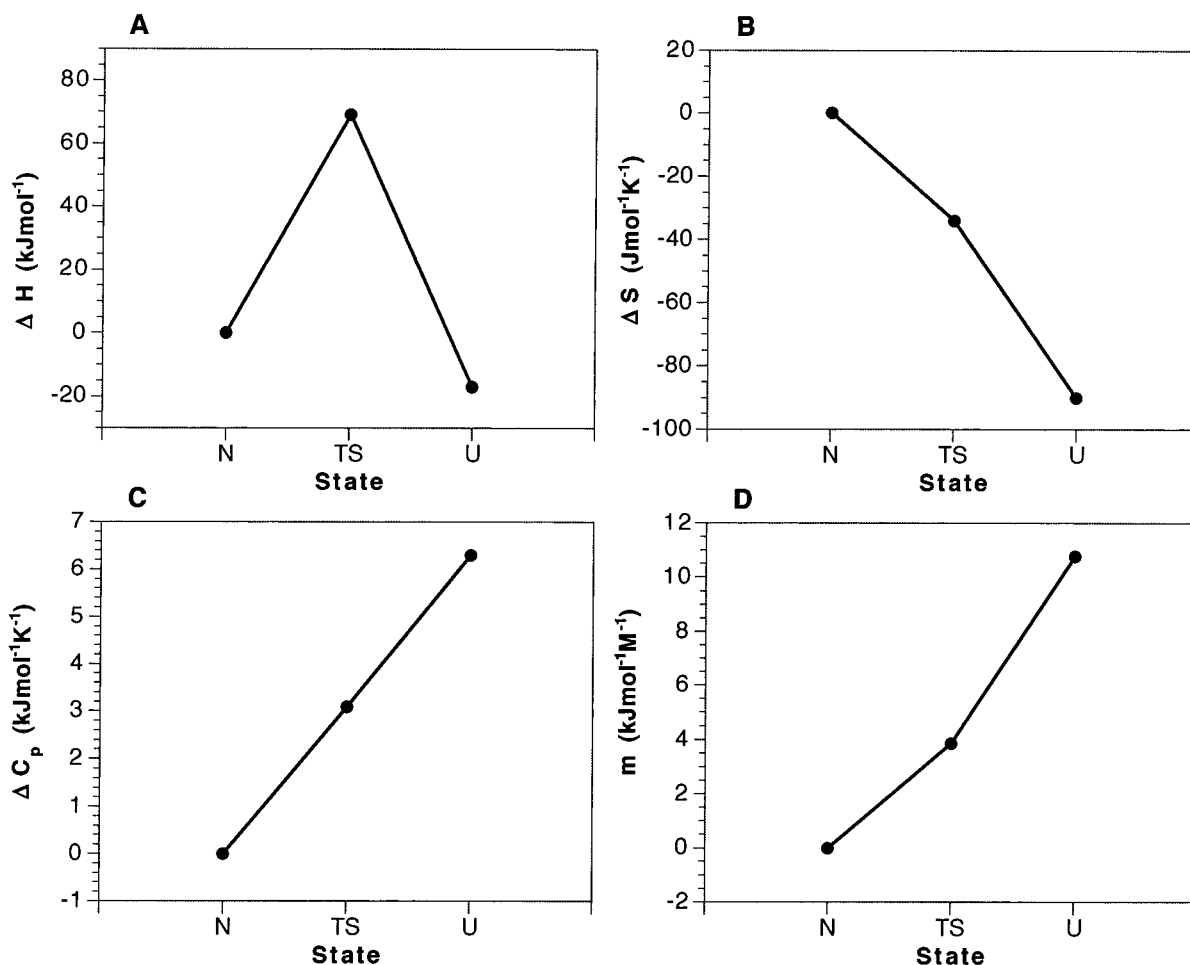 A
Δ H (kJmol⁻¹)
80
60
40
20
0
-20
N TS U
State
B
Δ S (Jmol⁻¹K⁻¹)
20
0
-20
-40
-60
-80
-100
N TS U
State
C
Δ Cₚ (kJmol⁻¹K⁻¹)
7
6
4
3
2
1
0
-1
N TS U
State
D
m (kJmol⁻¹M⁻¹)
12
10
8
6
4
2
0
-2
N TS U
State